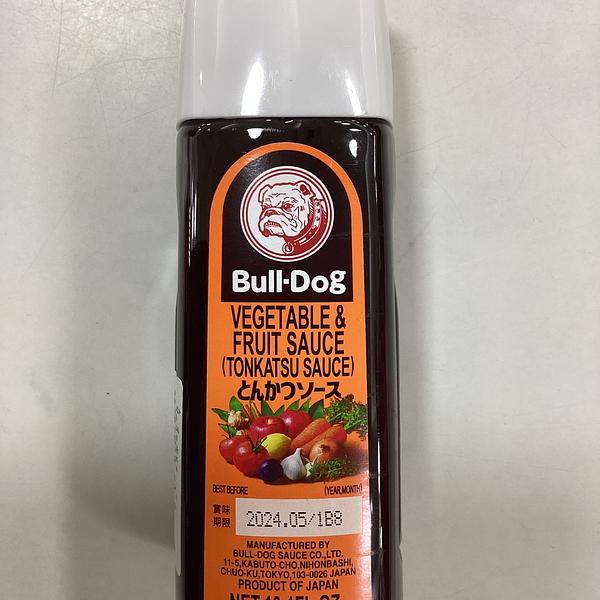 Bull-Dog
VEGETABLE &
FRUIT SAUCE
(TONKATSU SAUCE)
とんかつソース
BEST BEFORE (YEAR,MONTH)
賞味
期限
2024.05/1B8
MANUFACTURED BY
BULL-DOG SAUCE CO.,LTD.
11-5,KABUTO-CHO,NIHONBASHI,
CHUO-KU,TOKYO,103-0026 JAPAN
PRODUCT OF JAPAN